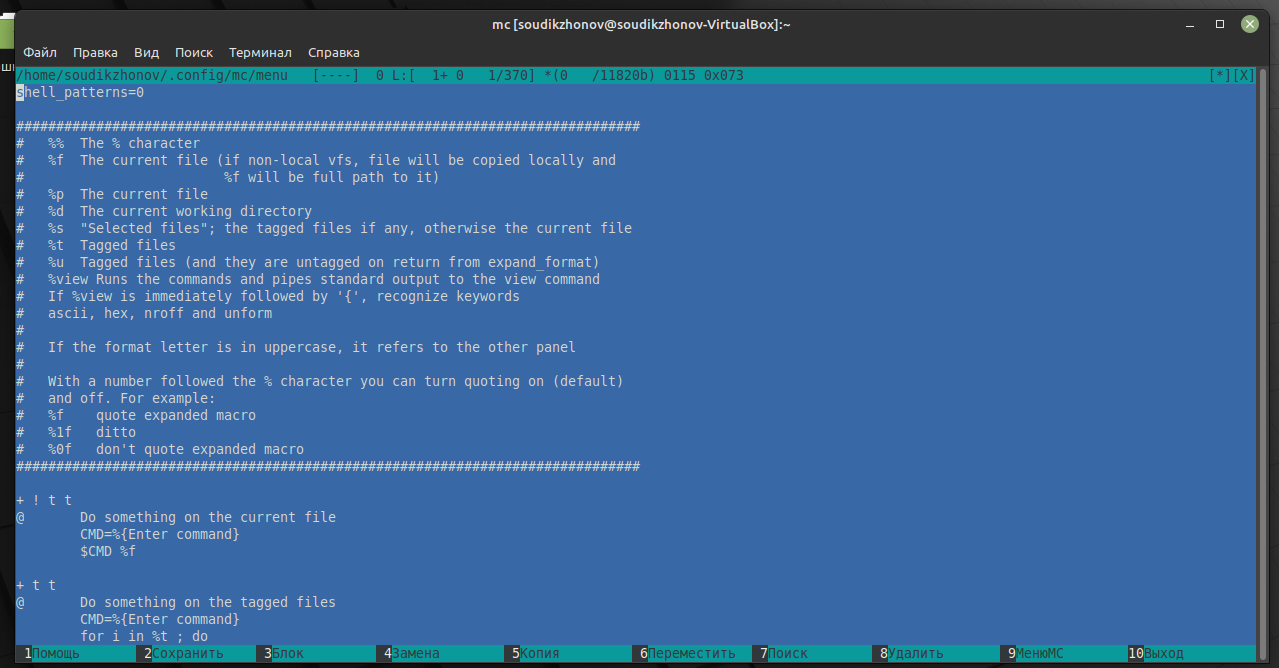 mc [soudikzhonov@soudikzhonov-VirtualBox]:~
Файл Правка Вид Поиск Терминал Справка
/home/soudikzhonov/.config/mc/menu   [----]  0 L:[  1+ 0   1/370] *(0   /11820b) 0115 0x073   [*][X]
shell_patterns=0
##############################################################################
#   %%  The % character
#   %f  The current file (if non-local vfs, file will be copied locally and
#                         %f will be full path to it)
#   %p  The current file
#   %d  The current working directory
#   %s  "Selected files"; the tagged files if any, otherwise the current file
#   %t  Tagged files
#   %u  Tagged files (and they are untagged on return from expand_format)
#   %view Runs the commands and pipes standard output to the view command
#   If %view is immediately followed by '{', recognize keywords
#   ascii, hex, nroff and unform
#
#   If the format letter is in uppercase, it refers to the other panel
#
#   With a number followed the % character you can turn quoting on (default)
#   and off. For example:
#   %f    quote expanded macro
#   %1f   ditto
#   %0f   don't quote expanded macro
##############################################################################
+ ! t t
@       Do something on the current file
        CMD=%{Enter command}
        $CMD %f
+ t t
@       Do something on the tagged files
        CMD=%{Enter command}
        for i in %t ; do
1Помощь 2Сохранить 3Блок 4Замена 5Копия 6Переместить 7Поиск 8Удалить 9МенюМС 10Выход